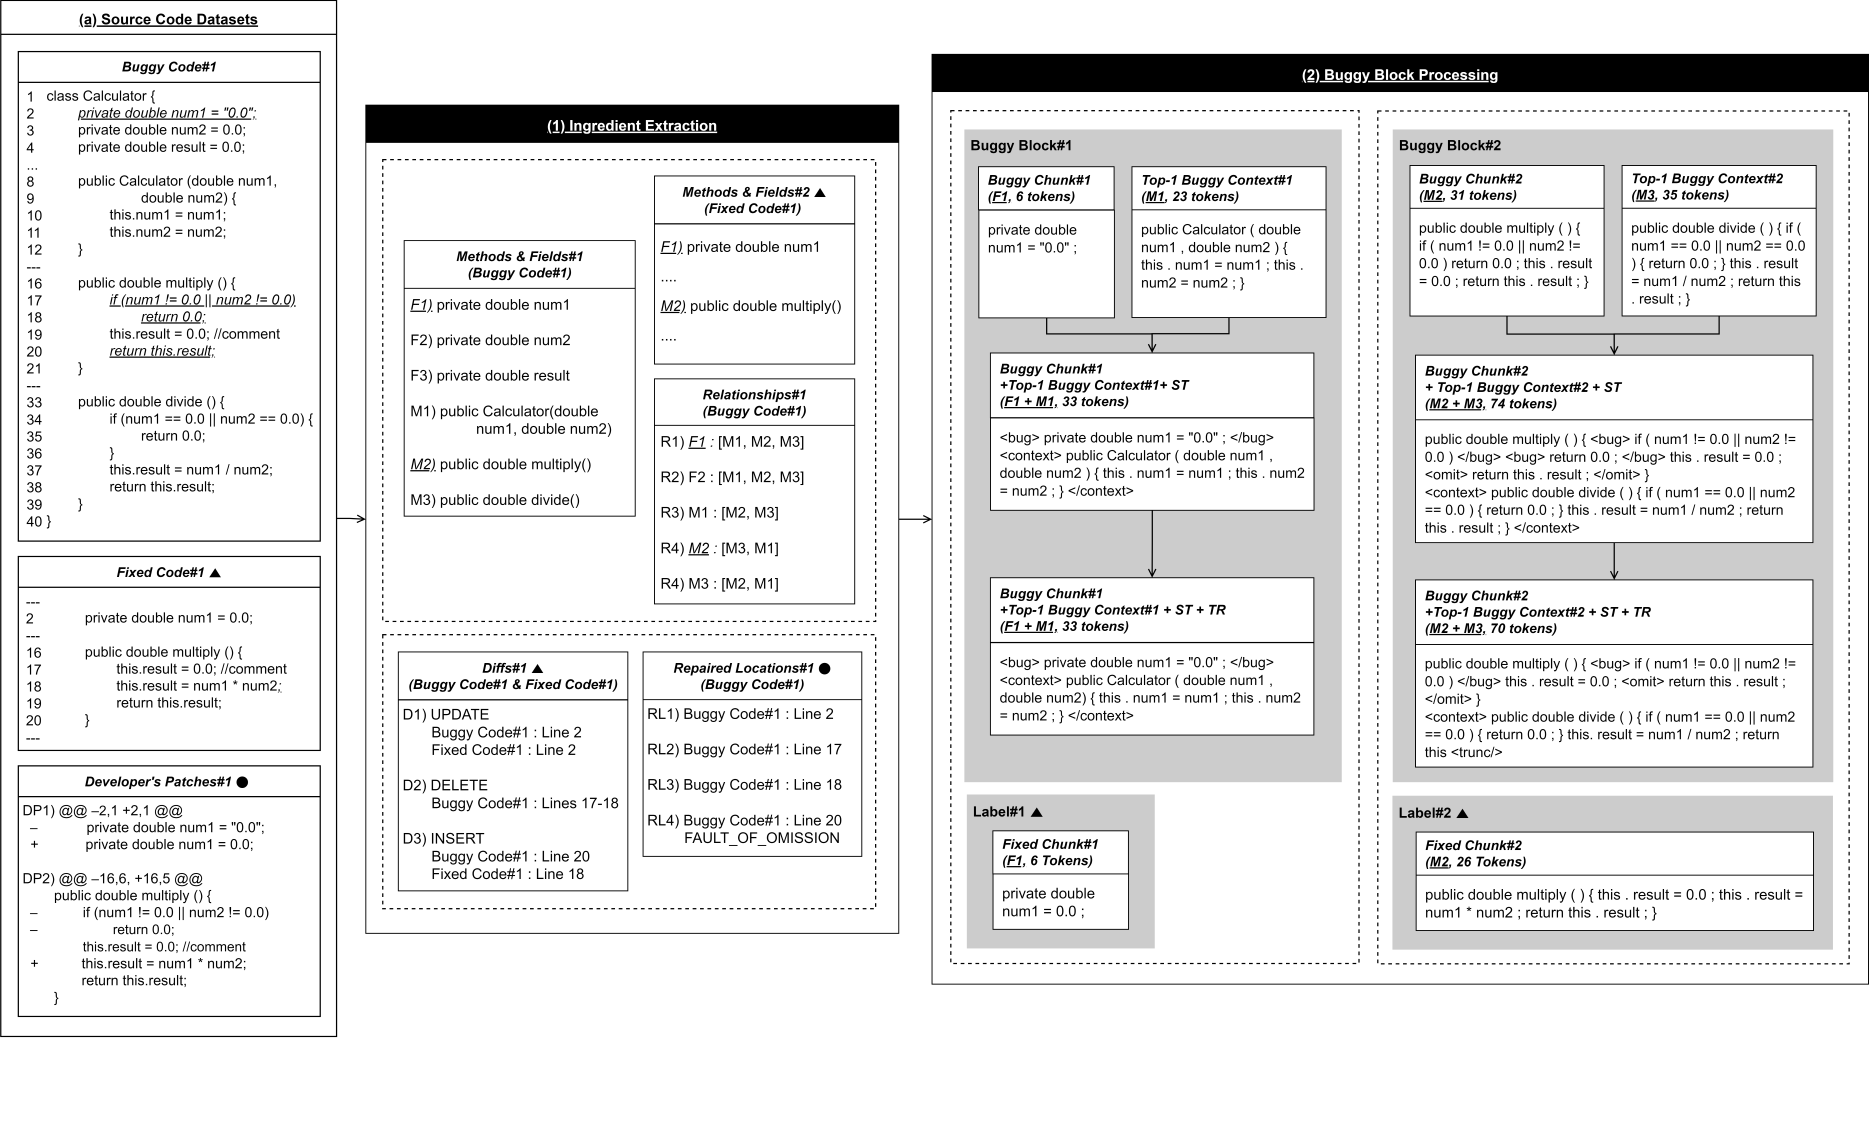 (a) Source Code Datasets
Buggy Code#1
1 class Calculator {
2 private double num1 = "0.0";
3 private double num2 = 0.0;
4 private double result = 0.0;
...
8 public Calculator (double num1,
9 double num2) {
10 this.num1 = num1;
11 this.num2 = num2;
12 }
---
16 public double multiply () {
17 if (num1 != 0.0 || num2 != 0.0)
18 return 0.0;
19 this.result = 0.0; //comment
20 return this.result;
21 }
---
33 public double divide () {
34 if (num1 == 0.0 || num2 == 0.0) {
35 return 0.0;
36 }
37 this.result = num1 / num2;
38 return this.result;
39 }
40 }
Fixed Code#1 ▲
---
2 private double num1 = 0.0;
---
16 public double multiply () {
17 this.result = 0.0; //comment
18 this.result = num1 * num2;
19 return this.result;
20 }
---
Developer's Patches#1 ●
DP1) @@ –2,1 +2,1 @@
– private double num1 = "0.0";
+ private double num1 = 0.0;
DP2) @@ –16,6, +16,5 @@
public double multiply () {
– if (num1 != 0.0 || num2 != 0.0)
– return 0.0;
this.result = 0.0; //comment
+ this.result = num1 * num2;
return this.result;
}
(1) Ingredient Extraction
Methods & Fields#1
(Buggy Code#1)
F1) private double num1
F2) private double num2
F3) private double result
M1) public Calculator(double
num1, double num2)
M2) public double multiply()
M3) public double divide()
Methods & Fields#2 ▲
(Fixed Code#1)
F1) private double num1
....
M2) public double multiply()
....
Relationships#1
(Buggy Code#1)
R1) F1 : [M1, M2, M3]
R2) F2 : [M1, M2, M3]
R3) M1 : [M2, M3]
R4) M2 : [M3, M1]
R4) M3 : [M2, M1]
Diffs#1 ▲
(Buggy Code#1 & Fixed Code#1)
D1) UPDATE
Buggy Code#1 : Line 2
Fixed Code#1 : Line 2
D2) DELETE
Buggy Code#1 : Lines 17-18
D3) INSERT
Buggy Code#1 : Line 20
Fixed Code#1 : Line 18
Repaired Locations#1 ●
(Buggy Code#1)
RL1) Buggy Code#1 : Line 2
RL2) Buggy Code#1 : Line 17
RL3) Buggy Code#1 : Line 18
RL4) Buggy Code#1 : Line 20
FAULT_OF_OMISSION
(2) Buggy Block Processing
Buggy Block#1
Buggy Chunk#1
(F1, 6 tokens)
private double
num1 = "0.0" ;
Top-1 Buggy Context#1
(M1, 23 tokens)
public Calculator ( double
num1 , double num2 ) {
this . num1 = num1 ; this .
num2 = num2 ; }
Buggy Chunk#1
+Top-1 Buggy Context#1+ ST
(F1 + M1, 33 tokens)
<bug> private double num1 = "0.0" ; </bug>
<context> public Calculator ( double num1 ,
double num2 ) { this . num1 = num1 ; this . num2
= num2 ; } </context>
Buggy Chunk#1
+Top-1 Buggy Context#1 + ST + TR
(F1 + M1, 33 tokens)
<bug> private double num1 = "0.0" ; </bug>
<context> public Calculator ( double num1 ,
double num2) { this . num1 = num1 ; this . num2
= num2 ; } </context>
Label#1 ▲
Fixed Chunk#1
(F1, 6 Tokens)
private double
num1 = 0.0 ;
Buggy Block#2
Buggy Chunk#2
(M2, 31 tokens)
public double multiply ( ) {
if ( num1 != 0.0 || num2 !=
0.0 ) return 0.0 ; this . result
= 0.0 ; return this . result ; }
Top-1 Buggy Context#2
(M3, 35 tokens)
public double divide ( ) { if (
num1 == 0.0 || num2 == 0.0
) { return 0.0 ; } this . result
= num1 / num2 ; return this
. result ; }
Buggy Chunk#2
+ Top-1 Buggy Context#2 + ST
(M2 + M3, 74 tokens)
public double multiply ( ) { <bug> if ( num1 != 0.0 || num2 !=
0.0 ) </bug> <bug> return 0.0 ; </bug> this . result = 0.0 ;
<omit> return this . result ; </omit> }
<context> public double divide ( ) { if ( num1 == 0.0 || num2
== 0.0 ) { return 0.0 ; } this . result = num1 / num2 ; return
this . result ; } </context>
Buggy Chunk#2
+Top-1 Buggy Context#2 + ST + TR
(M2 + M3, 70 tokens)
public double multiply ( ) { <bug> if ( num1 != 0.0 || num2 !=
0.0 ) </bug> this . result = 0.0 ; <omit> return this . result ;
</omit> }
<context> public double divide ( ) { if ( num1 == 0.0 || num2
== 0.0 ) { return 0.0 ; } this. result = num1 / num2 ; return
this <trunc/>
Label#2 ▲
Fixed Chunk#2
(M2, 26 Tokens)
public double multiply ( ) { this . result = 0.0 ; this . result =
num1 * num2 ; return this . result ; }